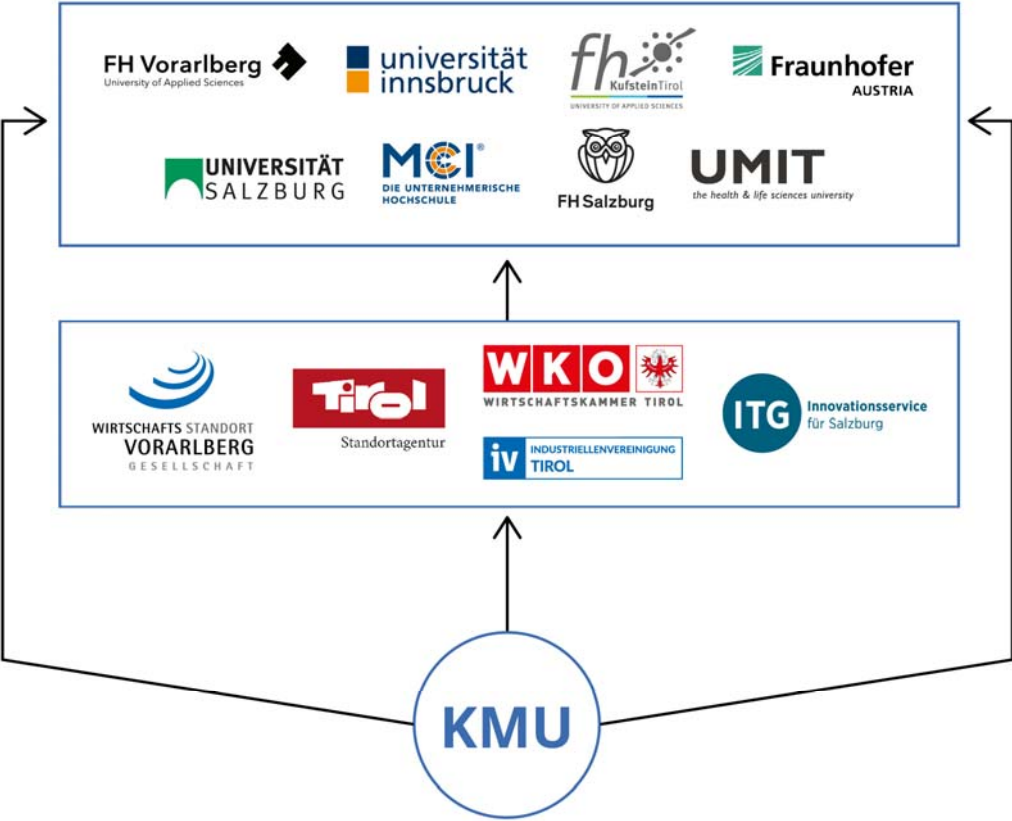 FH Vorarlberg
University of Applied Sciences
universität
innsbruck
fh
KufsteinTirol
UNIVERSITY OF APPLIED SCIENCES
Fraunhofer
AUSTRIA
UNIVERSITÄT
SALZBURG
MCI®
DIE UNTERNEHMERISCHE
HOCHSCHULE
FH Salzburg
UMIT
the health & life sciences university
WIRTSCHAFTS STANDORT
VORARLBERG
GESELLSCHAFT
Tirol
Standortagentur
WKO
WIRTSCHAFTSKAMMER TIROL
iv INDUSTRIELLENVEREINIGUNG
TIROL
ITG Innovationsservice
für Salzburg
KMU